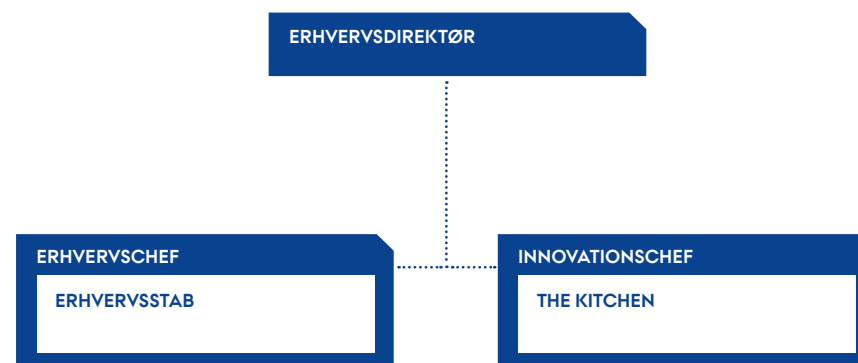 ERHVERVSDIREKTØR
ERHVERVSCHEF
ERHVERVSSTAB
INNOVATIONSCHEF
THE KITCHEN